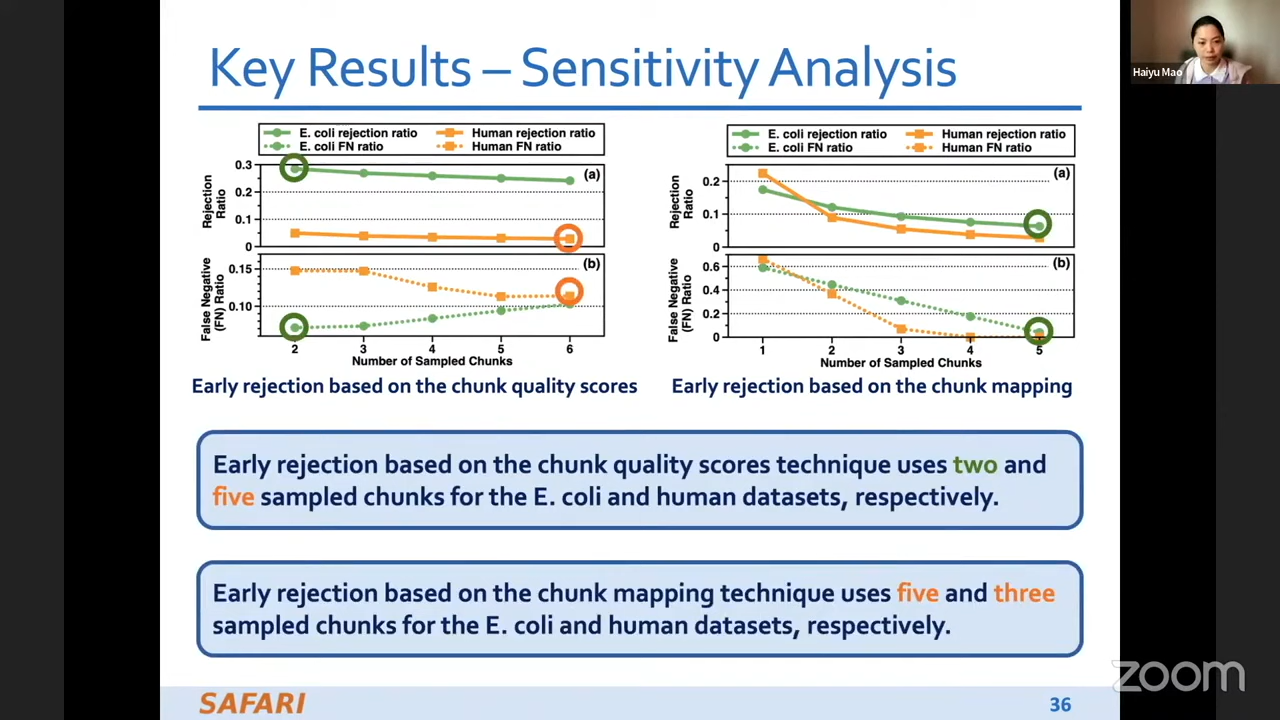 Key Results – Sensitivity Analysis
Haiyu Mao
E. coli rejection ratio Human rejection ratio
E. coli FN ratio Human FN ratio
Rejection
Ratio
0.3
0.2
0.1
0
(a)
False Negative
(FN) Ratio
0.15
0.10
(b)
2 3 4 5 6
Number of Sampled Chunks
Early rejection based on the chunk quality scores
E. coli rejection ratio Human rejection ratio
E. coli FN ratio Human FN ratio
Rejection
Ratio
0.2
0.1
0
(a)
False Negative
(FN) Ratio
0.6
0.4
0.2
0
(b)
1 2 3 4 5
Number of Sampled Chunks
Early rejection based on the chunk mapping
Early rejection based on the chunk quality scores technique uses two and
five sampled chunks for the E. coli and human datasets, respectively.
Early rejection based on the chunk mapping technique uses five and three
sampled chunks for the E. coli and human datasets, respectively.
SAFARI
36
zoom